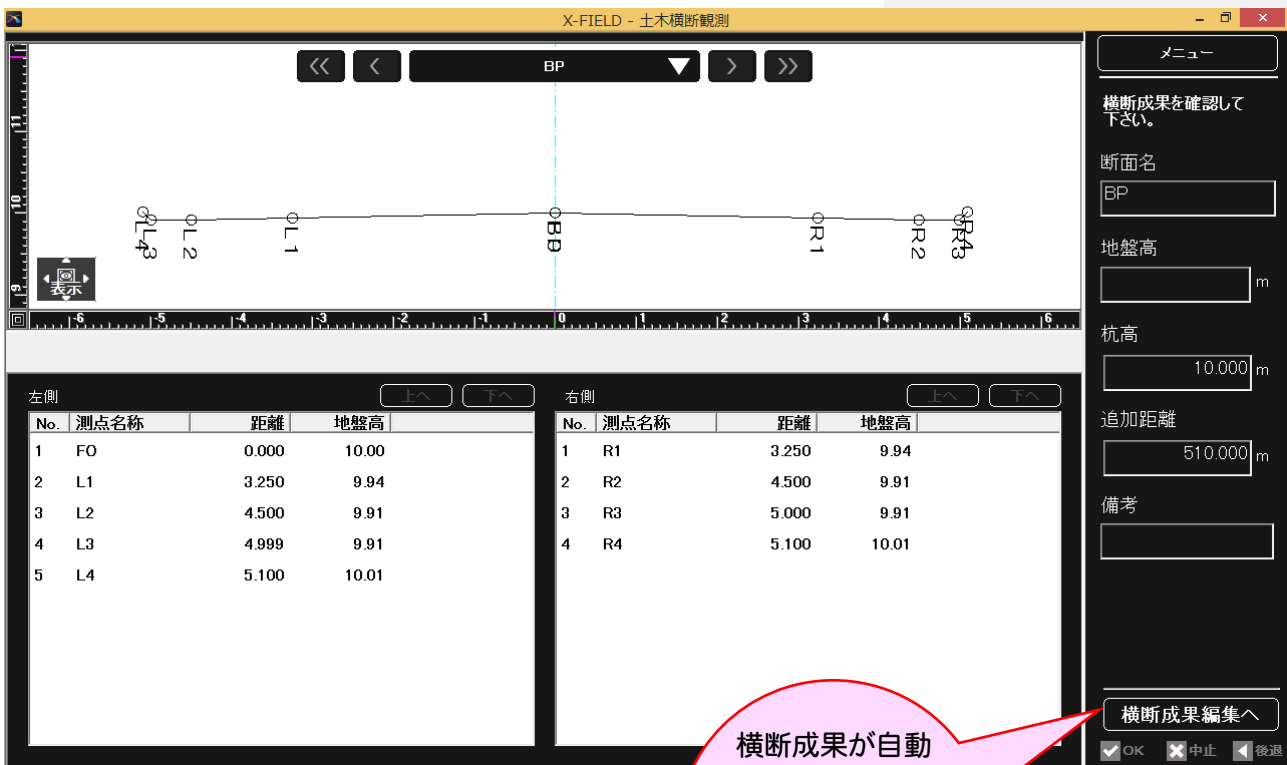 X-FIELD - 土木横断観測
メニュー
BP
横断成果を確認して
下さい。
断面名
BP
地盤高
m
杭高
10.000 m
追加距離
510.000 m
備考
11
10
9
L4
L3
L2
L1
R1
R2
R3
R4
表示
-6 -5 -4 -3 -2 -1 0 1 2 3 4 5 6
左側 上へ 下へ
No. 測点名称 距離 地盤高
1 FO 0.000 10.00
2 L1 3.250 9.94
3 L2 4.500 9.91
4 L3 4.999 9.91
5 L4 5.100 10.01
右側 上へ 下へ
No. 測点名称 距離 地盤高
1 R1 3.250 9.94
2 R2 4.500 9.91
3 R3 5.000 9.91
4 R4 5.100 10.01
横断成果編集へ
横断成果が自動
OK 中止 後退